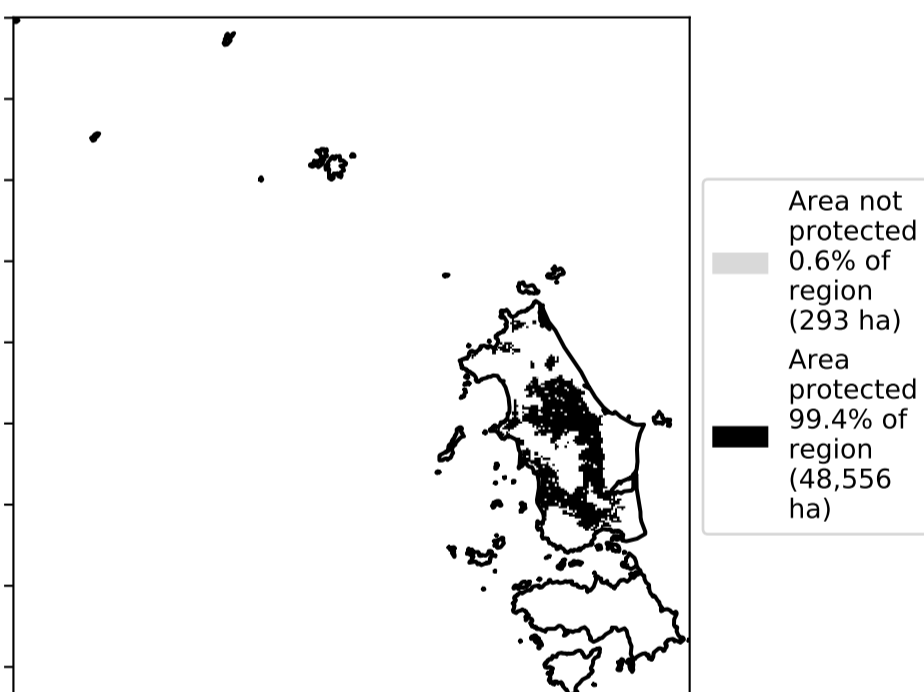 Area not
protected
0.6% of
region
(293 ha)
Area
protected
99.4% of
region
(48,556
ha)